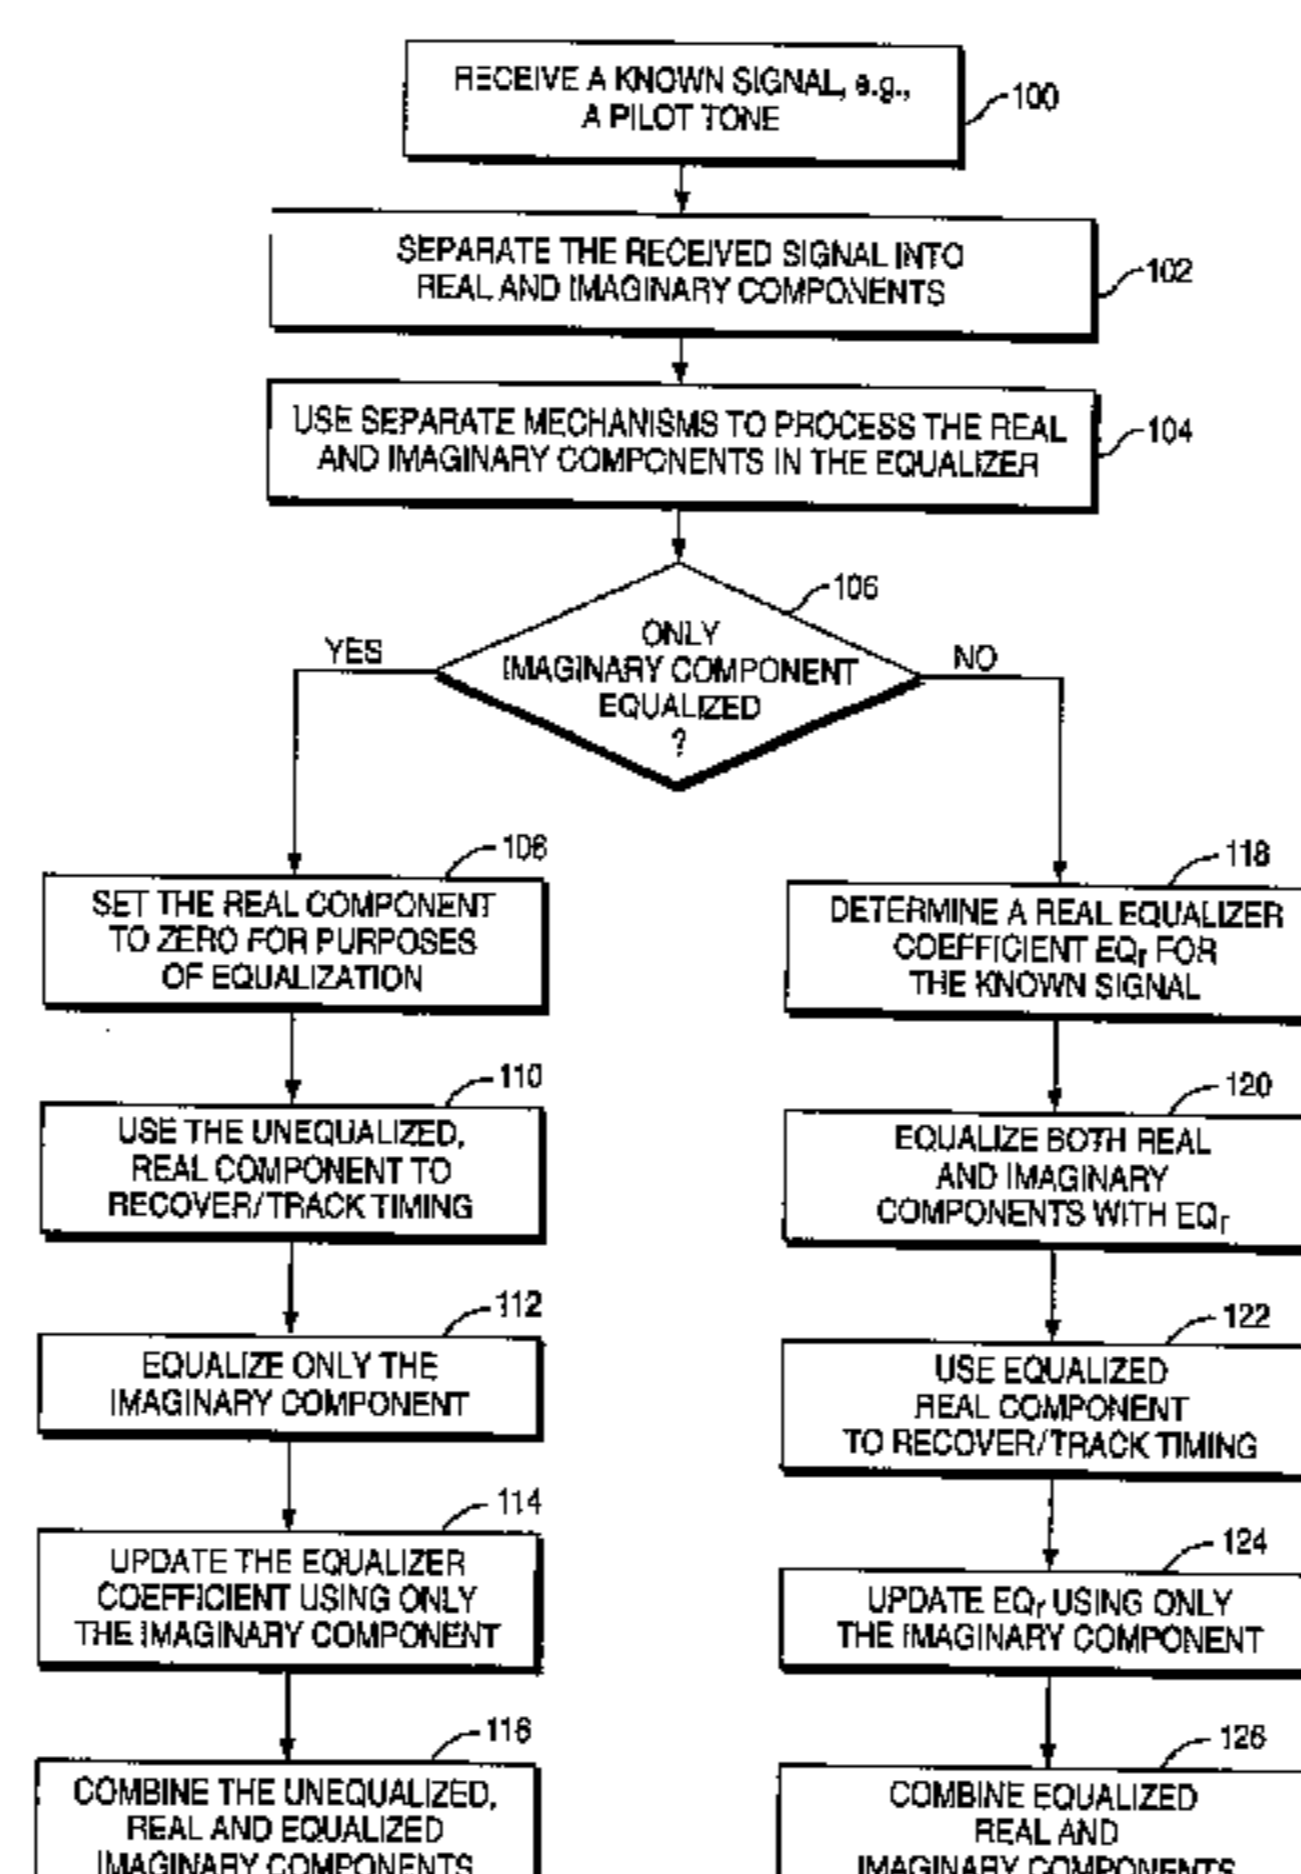 RECEIVE A KNOWN SIGNAL, e.g.,
A PILOT TONE
100
SEPARATE THE RECEIVED SIGNAL INTO
REAL AND IMAGINARY COMPONENTS
102
USE SEPARATE MECHANISMS TO PROCESS THE REAL
AND IMAGINARY COMPONENTS IN THE EQUALIZER
104
106
ONLY
IMAGINARY COMPONENT
EQUALIZED
?
YES
NO
108
SET THE REAL COMPONENT
TO ZERO FOR PURPOSES
OF EQUALIZATION
110
USE THE UNEQUALIZED,
REAL COMPONENT TO
RECOVER/TRACK TIMING
112
EQUALIZE ONLY THE
IMAGINARY COMPONENT
114
UPDATE THE EQUALIZER
COEFFICIENT USING ONLY
THE IMAGINARY COMPONENT
116
COMBINE THE UNEQUALIZED,
REAL AND EQUALIZED
IMAGINARY COMPONENTS
118
DETERMINE A REAL EQUALIZER
COEFFICIENT EQr FOR
THE KNOWN SIGNAL
120
EQUALIZE BOTH REAL
AND IMAGINARY
COMPONENTS WITH EQr
122
USE EQUALIZED
REAL COMPONENT
TO RECOVER/TRACK TIMING
124
UPDATE EQr USING ONLY
THE IMAGINARY COMPONENT
126
COMBINE EQUALIZED
REAL AND
IMAGINARY COMPONENTS